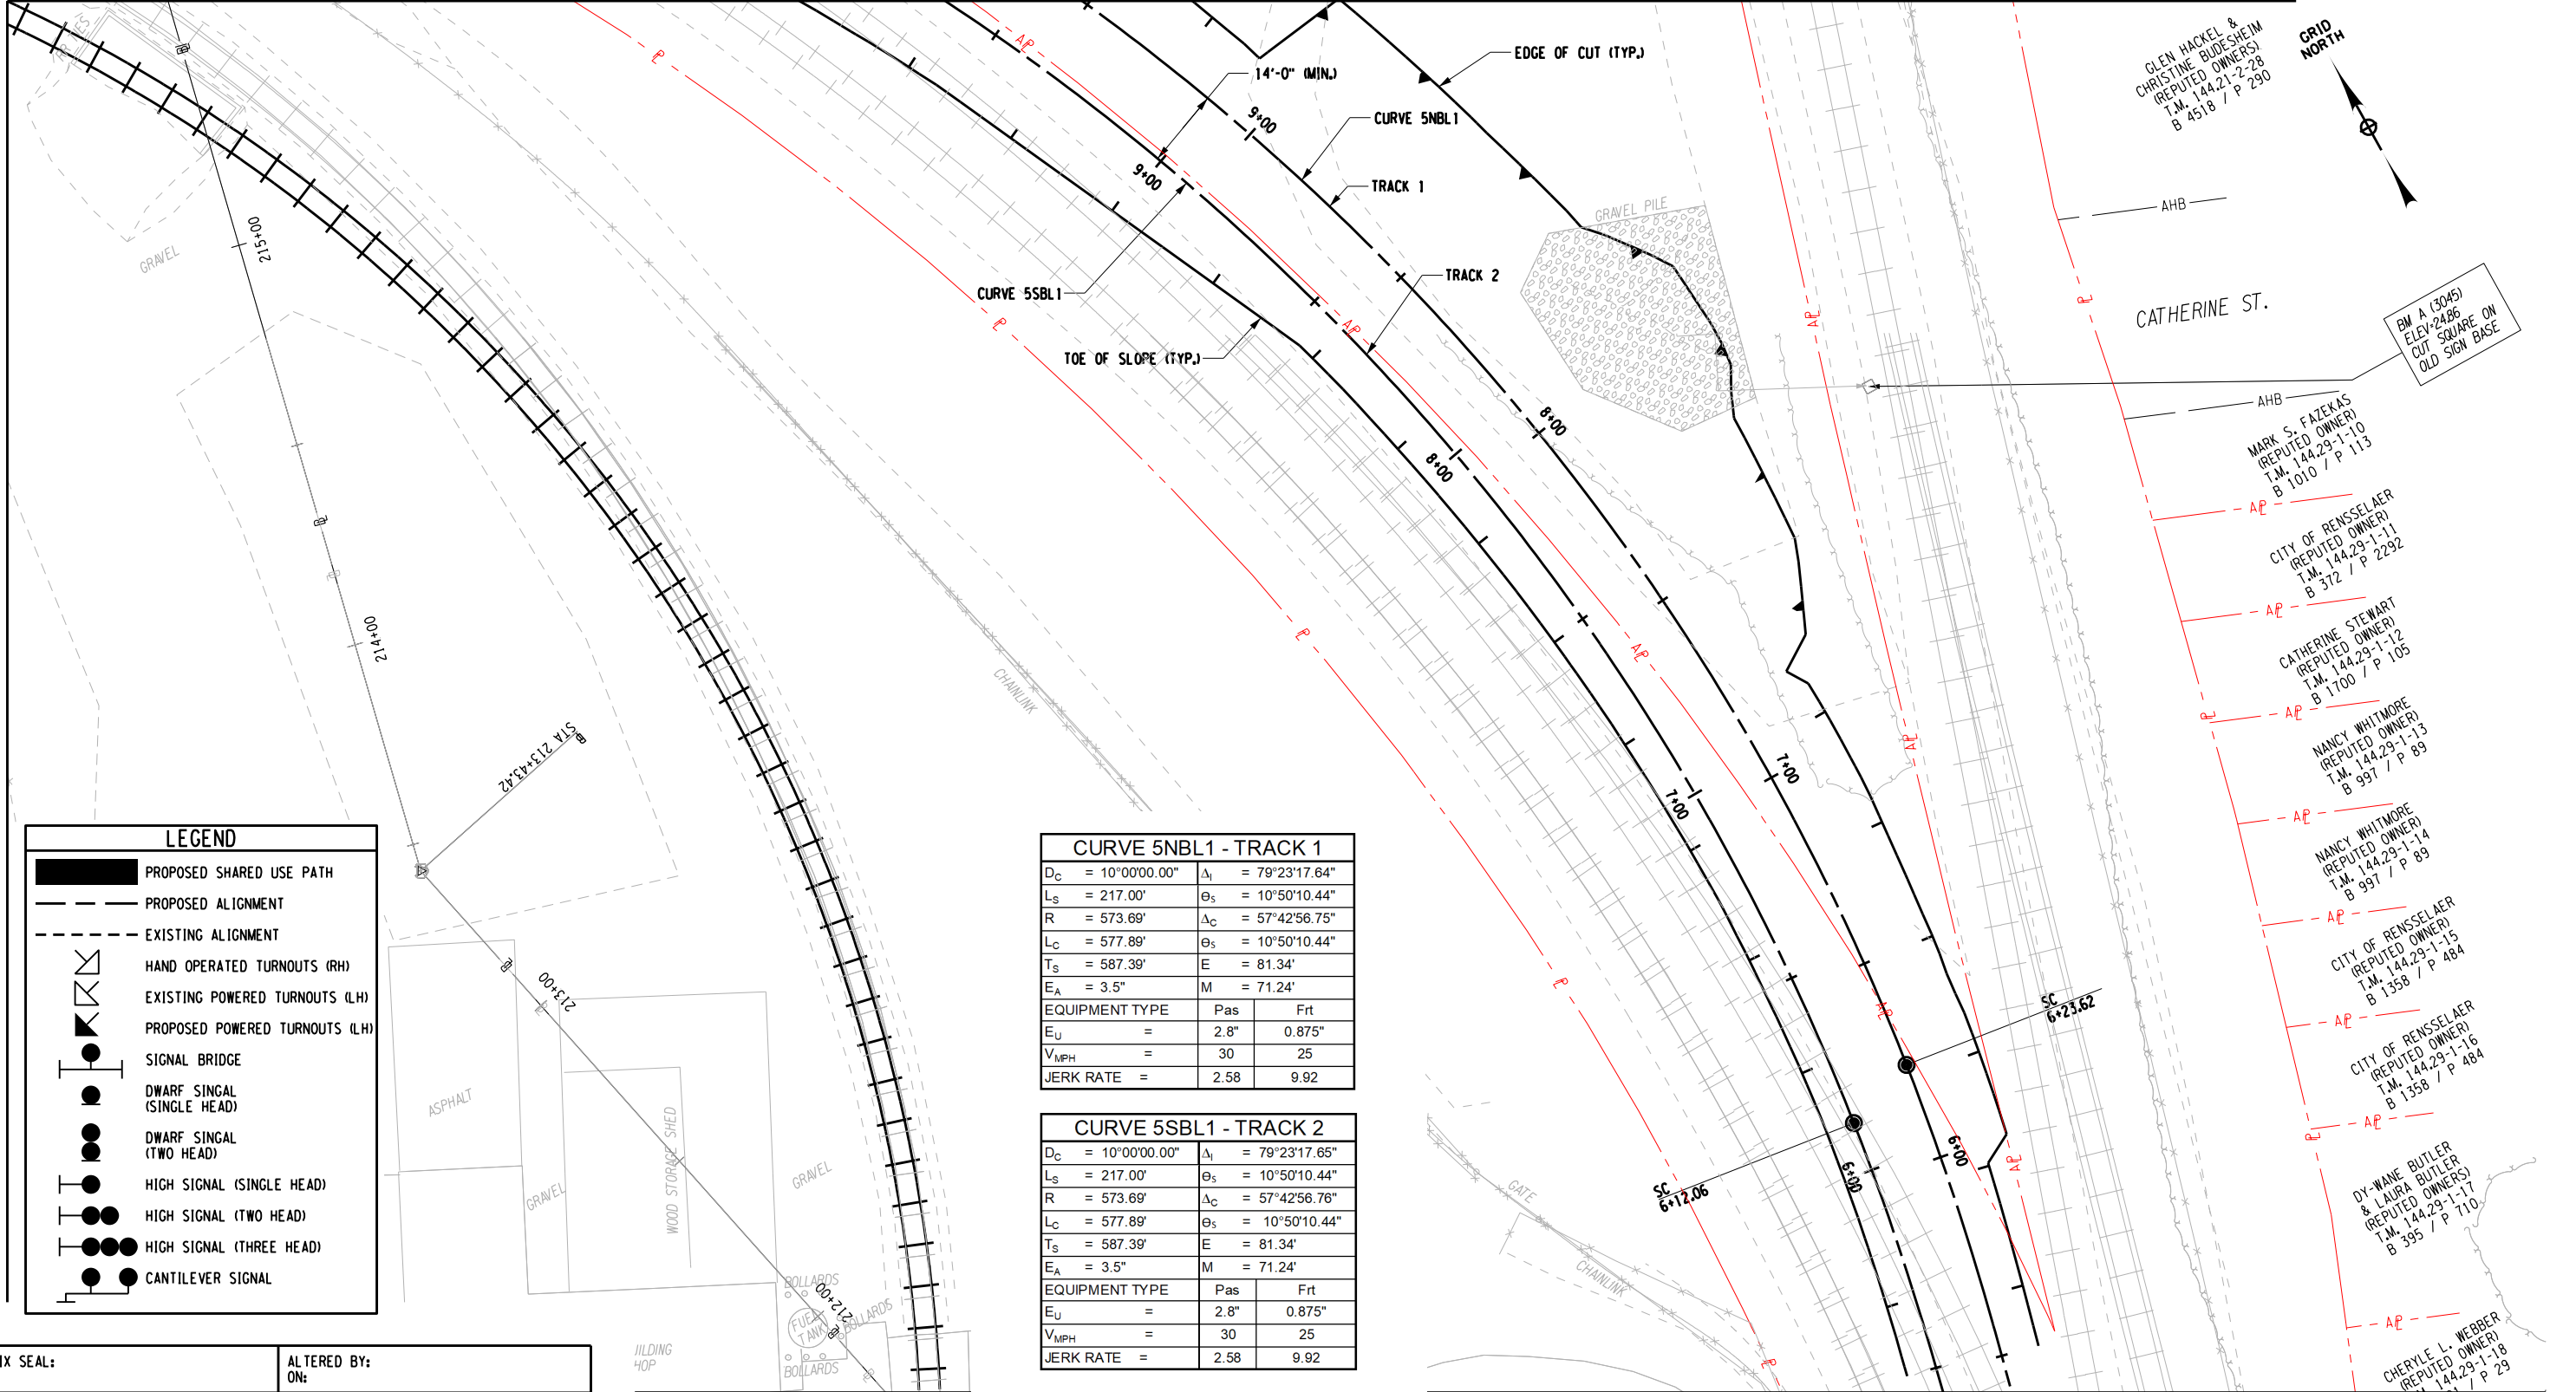 EDGE OF CUT (TYP.)
14'-0" (MIN.)
CURVE 5NBL1
TRACK 1
9+00
9+00
TRACK 2
CURVE 5SBL1
TOE OF SLOPE (TYP.)
GRAVEL PILE
8+00
8+00
7+00
7+00
6+00
6+00
SC
6+23.62
SC
6+12.06
GRID
NORTH
GLEN HACKEL &
CHRISTINE BUDESHEIM
(REPUTED OWNERS)
T.M. 144.21-2-28
B 4518 / P 290
AHB
CATHERINE ST.
BM A (3045)
ELEV=24.86
CUT SQUARE ON
OLD SIGN BASE
AHB
MARK S. FAZEKAS
(REPUTED OWNER)
T.M. 144.29-1-10
B 1010 / P 113
CITY OF RENSSELAER
(REPUTED OWNER)
T.M. 144.29-1-11
B 372 / P 2292
CATHERINE STEWART
(REPUTED OWNER)
T.M. 144.29-1-12
B 1700 / P 105
NANCY WHITMORE
(REPUTED OWNER)
T.M. 144.29-1-13
B 997 / P 89
NANCY WHITMORE
(REPUTED OWNER)
T.M. 144.29-1-14
B 997 / P 89
CITY OF RENSSELAER
(REPUTED OWNER)
T.M. 144.29-1-15
B 1358 / P 484
CITY OF RENSSELAER
(REPUTED OWNER)
T.M. 144.29-1-16
B 1358 / P 484
DY-WANE BUTLER
& LAURA BUTLER
(REPUTED OWNERS)
T.M. 144.29-1-17
B 395 / P 710
CHERYLE L. WEBBER
(REPUTED OWNER)
144.29-1-18
/ P 29
GRAVEL
215+00
214+00
STA 213+43.42
213+00
212+00
CHAINLINK
ASPHALT
GRAVEL
WOOD STORAGE SHED
GRAVEL
BOLLARDS
FUEL
TANK
BOLLARDS
BOLLARDS
GATE
CHAINLINK
LEGEND
PROPOSED SHARED USE PATH
PROPOSED ALIGNMENT
EXISTING ALIGNMENT
HAND OPERATED TURNOUTS (RH)
EXISTING POWERED TURNOUTS (LH)
PROPOSED POWERED TURNOUTS (LH)
SIGNAL BRIDGE
DWARF SINGAL
(SINGLE HEAD)
DWARF SINGAL
(TWO HEAD)
HIGH SIGNAL (SINGLE HEAD)
HIGH SIGNAL (TWO HEAD)
HIGH SIGNAL (THREE HEAD)
CANTILEVER SIGNAL
CURVE 5NBL1 - TRACK 1
DC = 10°00'00.00" ΔI = 79°23'17.64"
LS = 217.00' ΘS = 10°50'10.44"
R = 573.69' ΔC = 57°42'56.75"
LC = 577.89' ΘS = 10°50'10.44"
TS = 587.39' E = 81.34'
EA = 3.5" M = 71.24'
EQUIPMENT TYPE Pas Frt
EU = 2.8" 0.875"
VMPH = 30 25
JERK RATE = 2.58 9.92
CURVE 5SBL1 - TRACK 2
DC = 10°00'00.00" ΔI = 79°23'17.65"
LS = 217.00' ΘS = 10°50'10.44"
R = 573.69' ΔC = 57°42'56.76"
LC = 577.89' ΘS = 10°50'10.44"
TS = 587.39' E = 81.34'
EA = 3.5" M = 71.24'
EQUIPMENT TYPE Pas Frt
EU = 2.8" 0.875"
VMPH = 30 25
JERK RATE = 2.58 9.92
SEAL:
ALTERED BY:
ON: